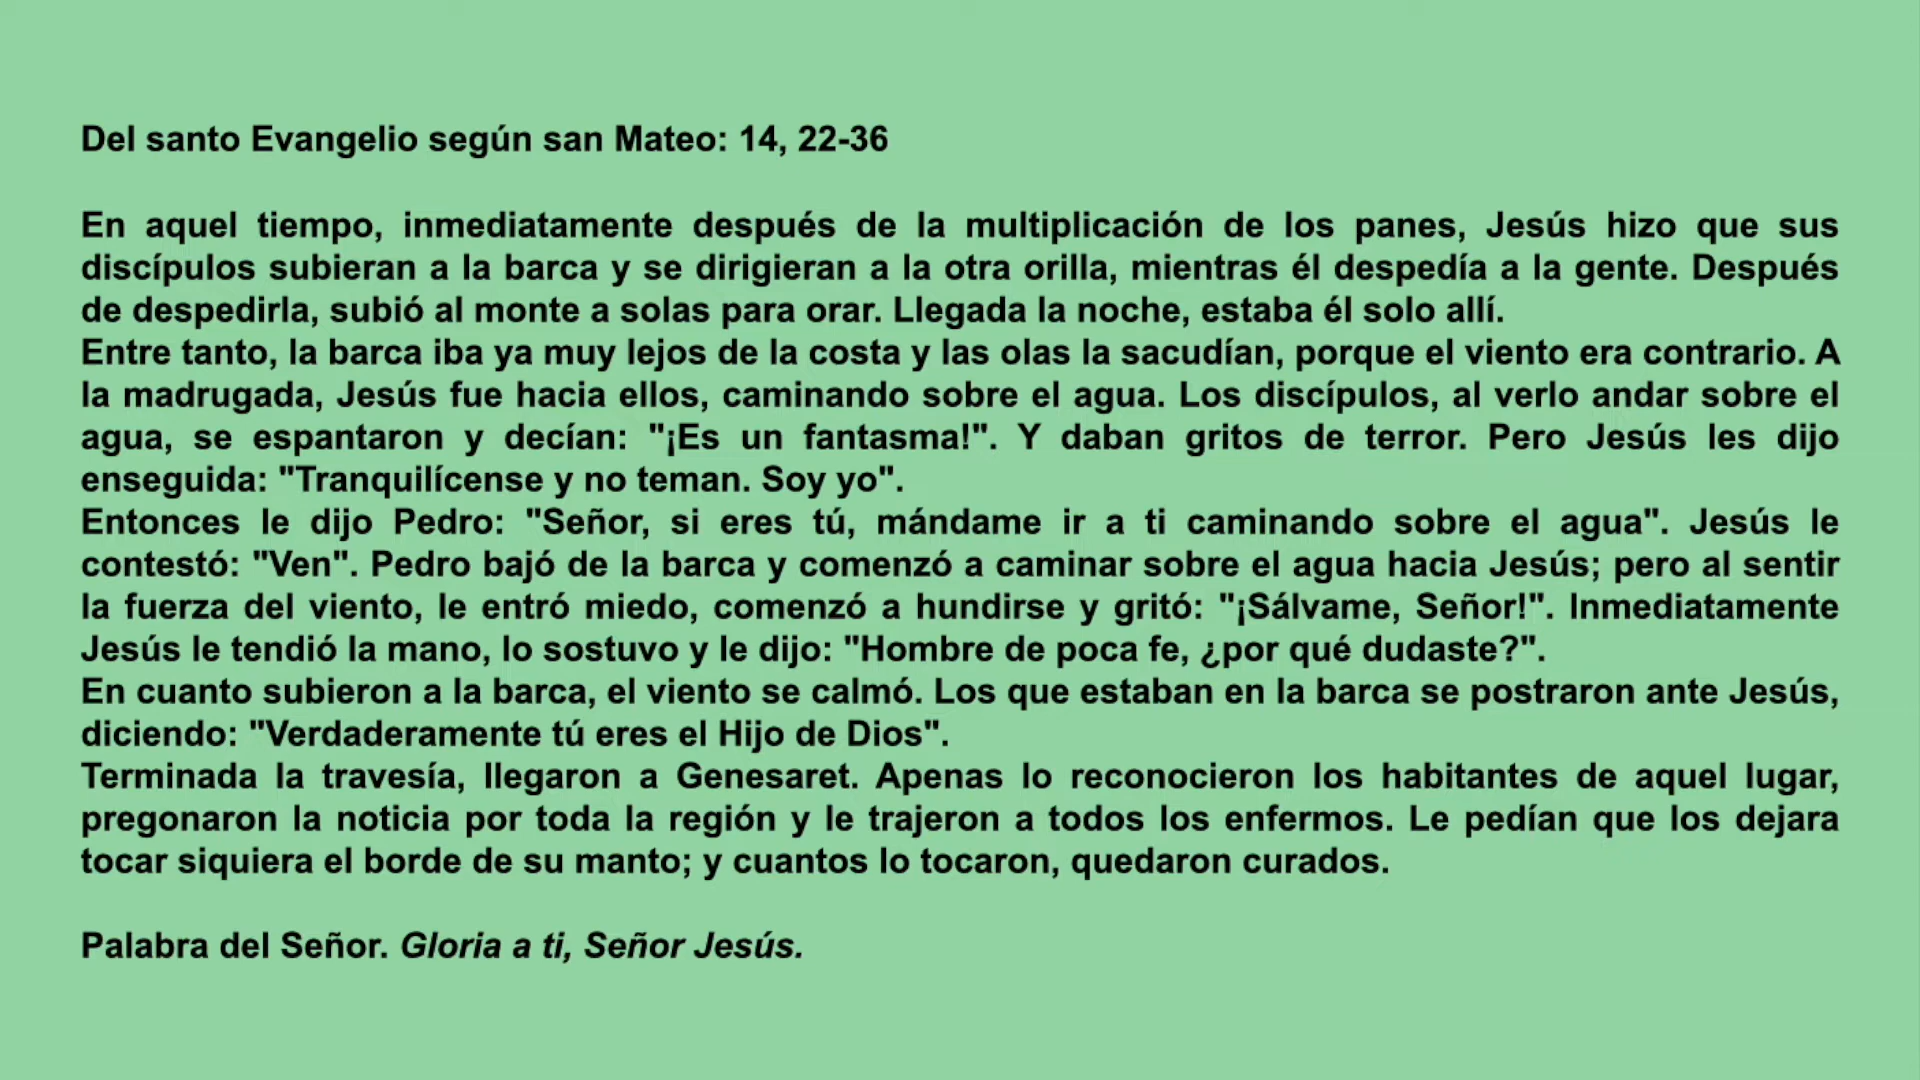 Del santo Evangelio según san Mateo: 14, 22-36
En aquel tiempo, inmediatamente después de la multiplicación de los panes, Jesús hizo que sus
discípulos subieran a la barca y se dirigieran a la otra orilla, mientras él despedía a la gente. Después
de despedirla, subió al monte a solas para orar. Llegada la noche, estaba él solo allí.
Entre tanto, la barca iba ya muy lejos de la costa y las olas la sacudían, porque el viento era contrario. A
la madrugada, Jesús fue hacia ellos, caminando sobre el agua. Los discípulos, al verlo andar sobre el
agua, se espantaron y decían: "¡Es un fantasma!". Y daban gritos de terror. Pero Jesús les dijo
enseguida: "Tranquilícense y no teman. Soy yo".
Entonces le dijo Pedro: "Señor, si eres tú, mándame ir a ti caminando sobre el agua". Jesús le
contestó: "Ven". Pedro bajó de la barca y comenzó a caminar sobre el agua hacia Jesús; pero al sentir
la fuerza del viento, le entró miedo, comenzó a hundirse y gritó: "¡Sálvame, Señor!". Inmediatamente
Jesús le tendió la mano, lo sostuvo y le dijo: "Hombre de poca fe, ¿por qué dudaste?".
En cuanto subieron a la barca, el viento se calmó. Los que estaban en la barca se postraron ante Jesús,
diciendo: "Verdaderamente tú eres el Hijo de Dios".
Terminada la travesía, llegaron a Genesaret. Apenas lo reconocieron los habitantes de aquel lugar,
pregonaron la noticia por toda la región y le trajeron a todos los enfermos. Le pedían que los dejara
tocar siquiera el borde de su manto; y cuantos lo tocaron, quedaron curados.
Palabra del Señor. Gloria a ti, Señor Jesús.